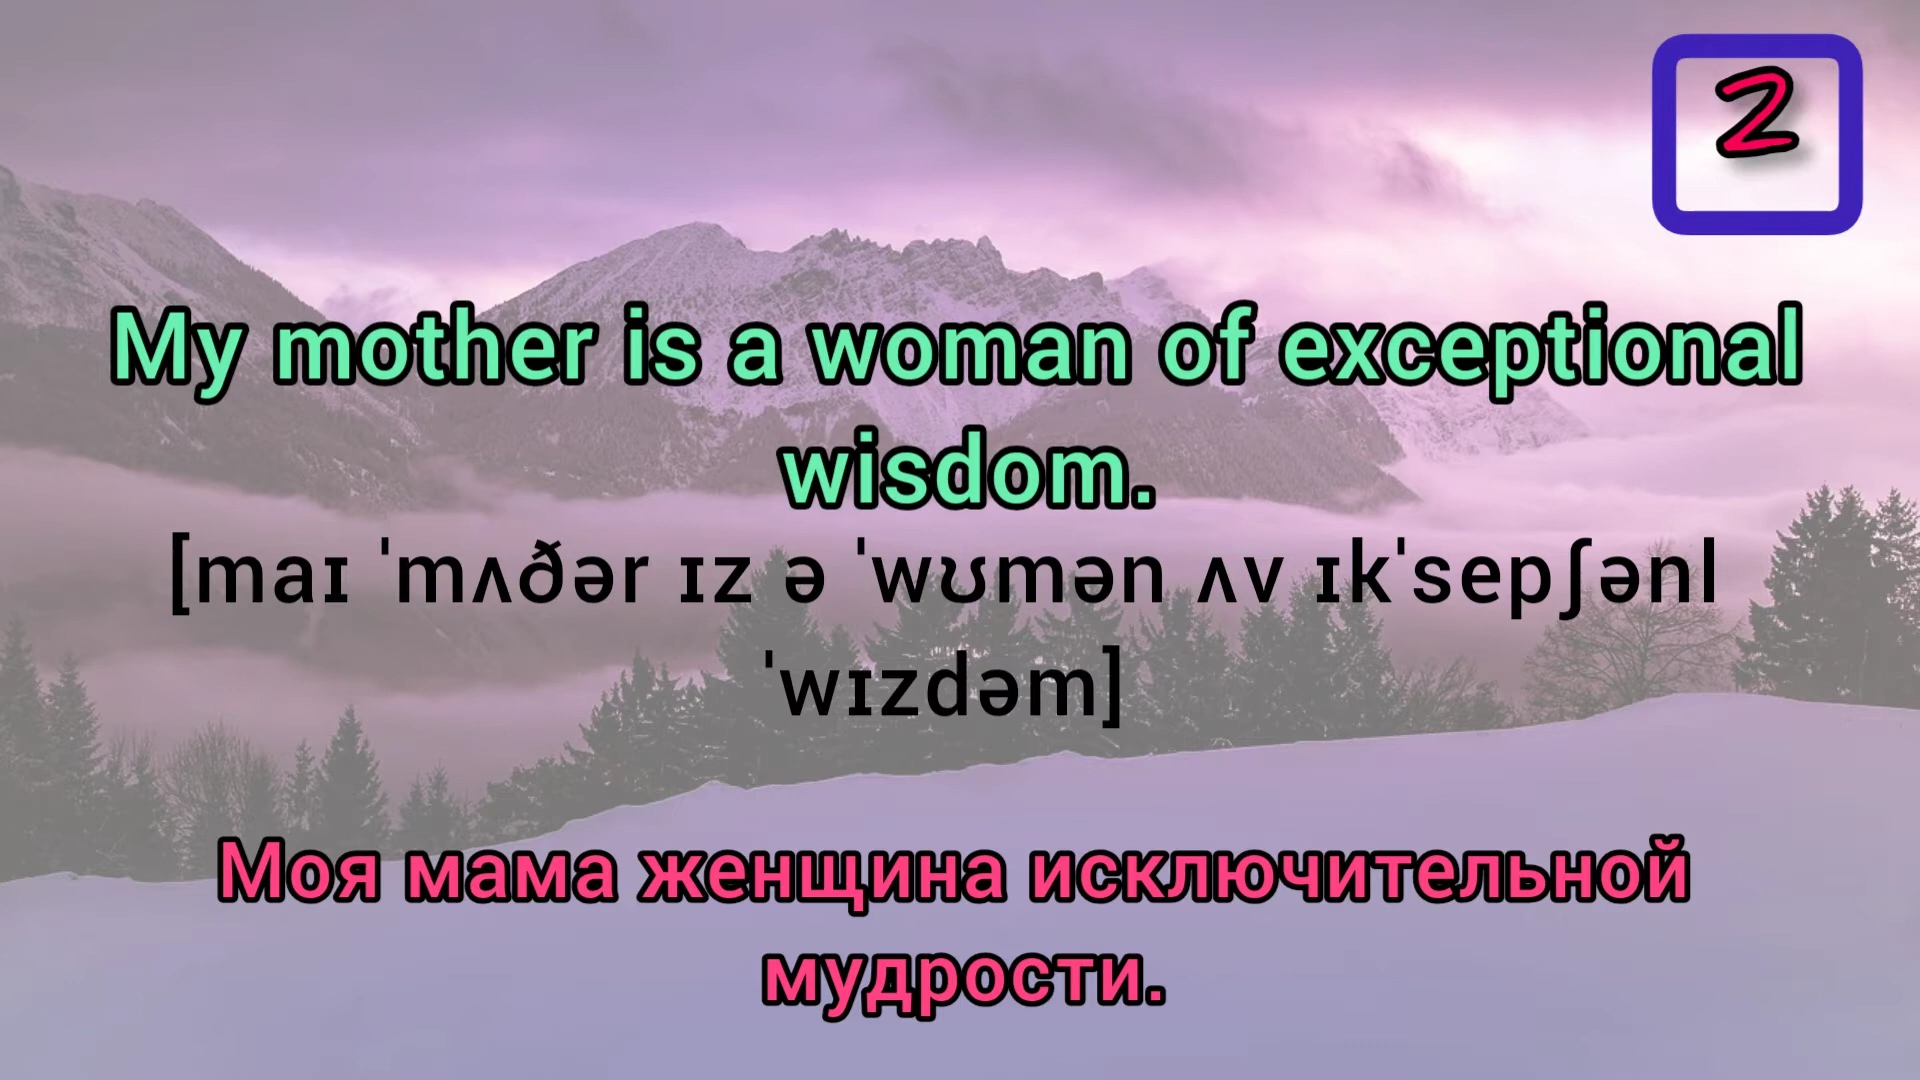 2
My mother is a woman of exceptional
wisdom.
[maɪ ˈmʌðər ɪz ə ˈwʊmən ʌv ɪkˈsepʃənl
ˈwɪzdəm]
Моя мама женщина исключительной
мудрости.